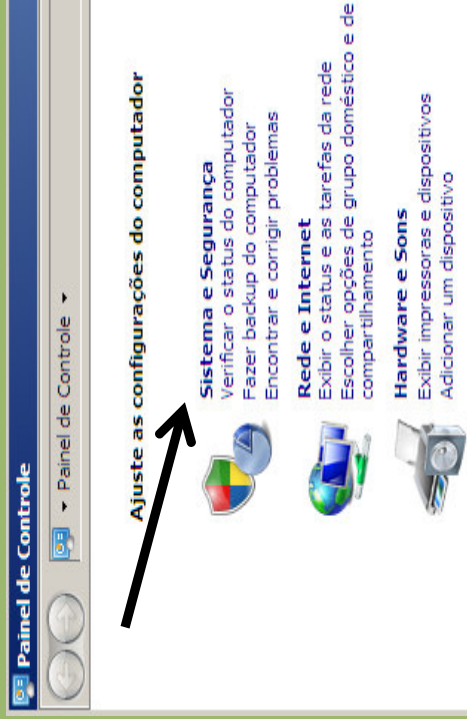 Painel de Controle
Painel de Controle
Ajuste as configurações do computador
Sistema e Segurança
Verificar o status do computador
Fazer backup do computador
Encontrar e corrigir problemas
Rede e Internet
Exibir o status e as tarefas da rede
Escolher opções de grupo doméstico e de
compartilhamento
Hardware e Sons
Exibir impressoras e dispositivos
Adicionar um dispositivo